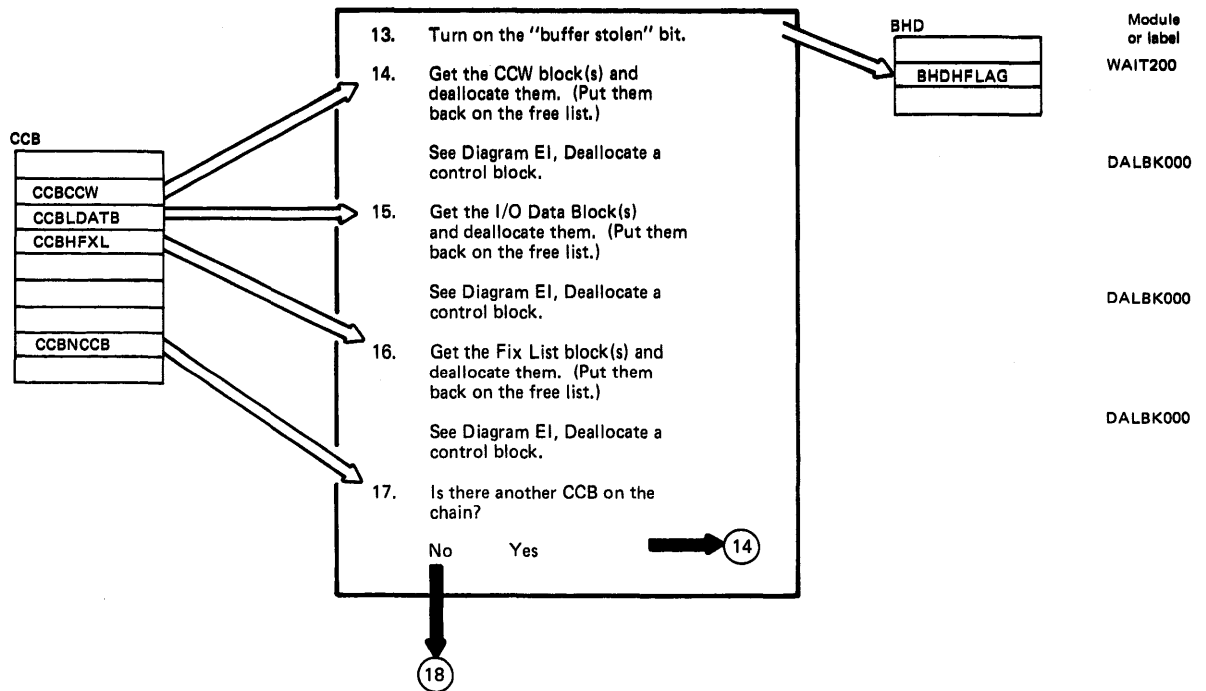 13. Turn on the "buffer stolen" bit.
14. Get the CCW block(s) and
deallocate them. (Put them
back on the free list.)
See Diagram EI, Deallocate a
control block.
15. Get the I/O Data Block(s)
and deallocate them. (Put them
back on the free list.)
See Diagram EI, Deallocate a
control block.
16. Get the Fix List block(s) and
deallocate them. (Put them
back on the free list.)
See Diagram EI, Deallocate a
control block.
17. Is there another CCB on the
chain?
No Yes
14
18
CCB
CCBCCW
CCBLDATB
CCBHFXL
CCBNCCB
BHD
BHDHFLAG
Module
or label
WAIT200
DALBK000
DALBK000
DALBK000